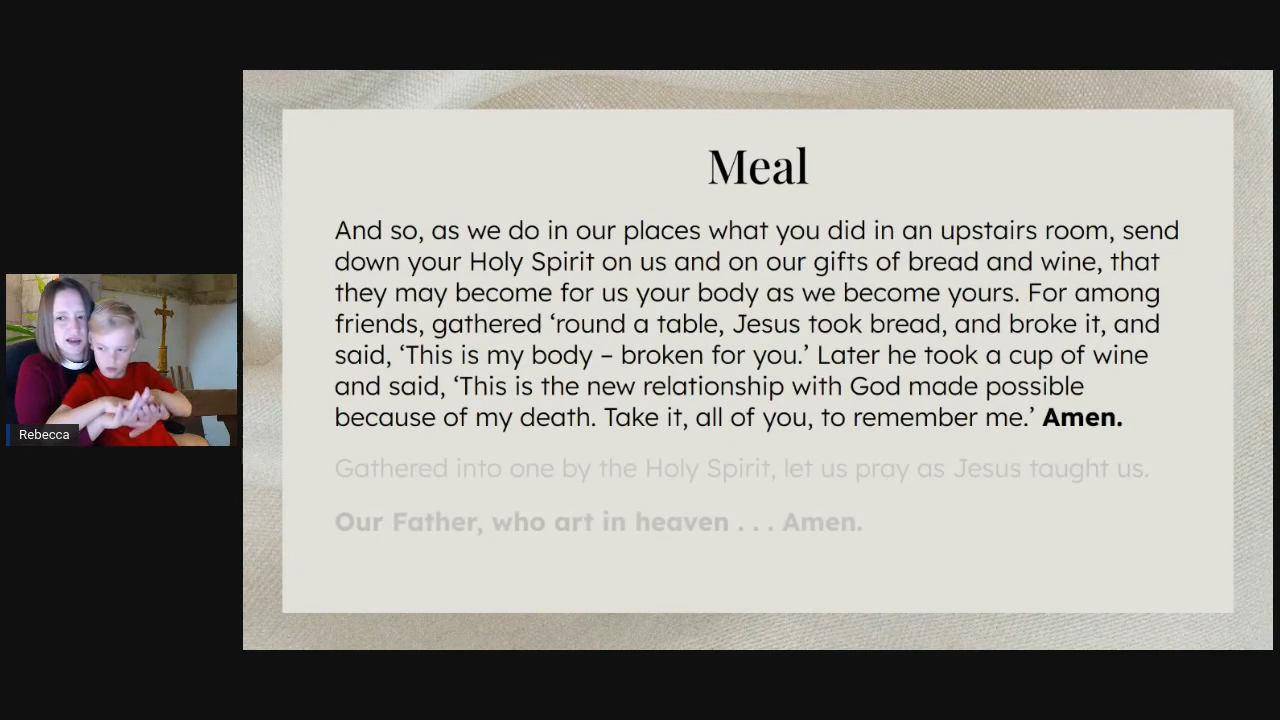 Meal
And so, as we do in our places what you did in an upstairs room, send
down your Holy Spirit on us and on our gifts of bread and wine, that
they may become for us your body as we become yours. For among
friends, gathered ‘round a table, Jesus took bread, and broke it, and
said, ‘This is my body – broken for you.’ Later he took a cup of wine
and said, ‘This is the new relationship with God made possible
because of my death. Take it, all of you, to remember me.’ Amen.
Gathered into one by the Holy Spirit, let us pray as Jesus taught us.
Our Father, who art in heaven . . . Amen.
Rebecca